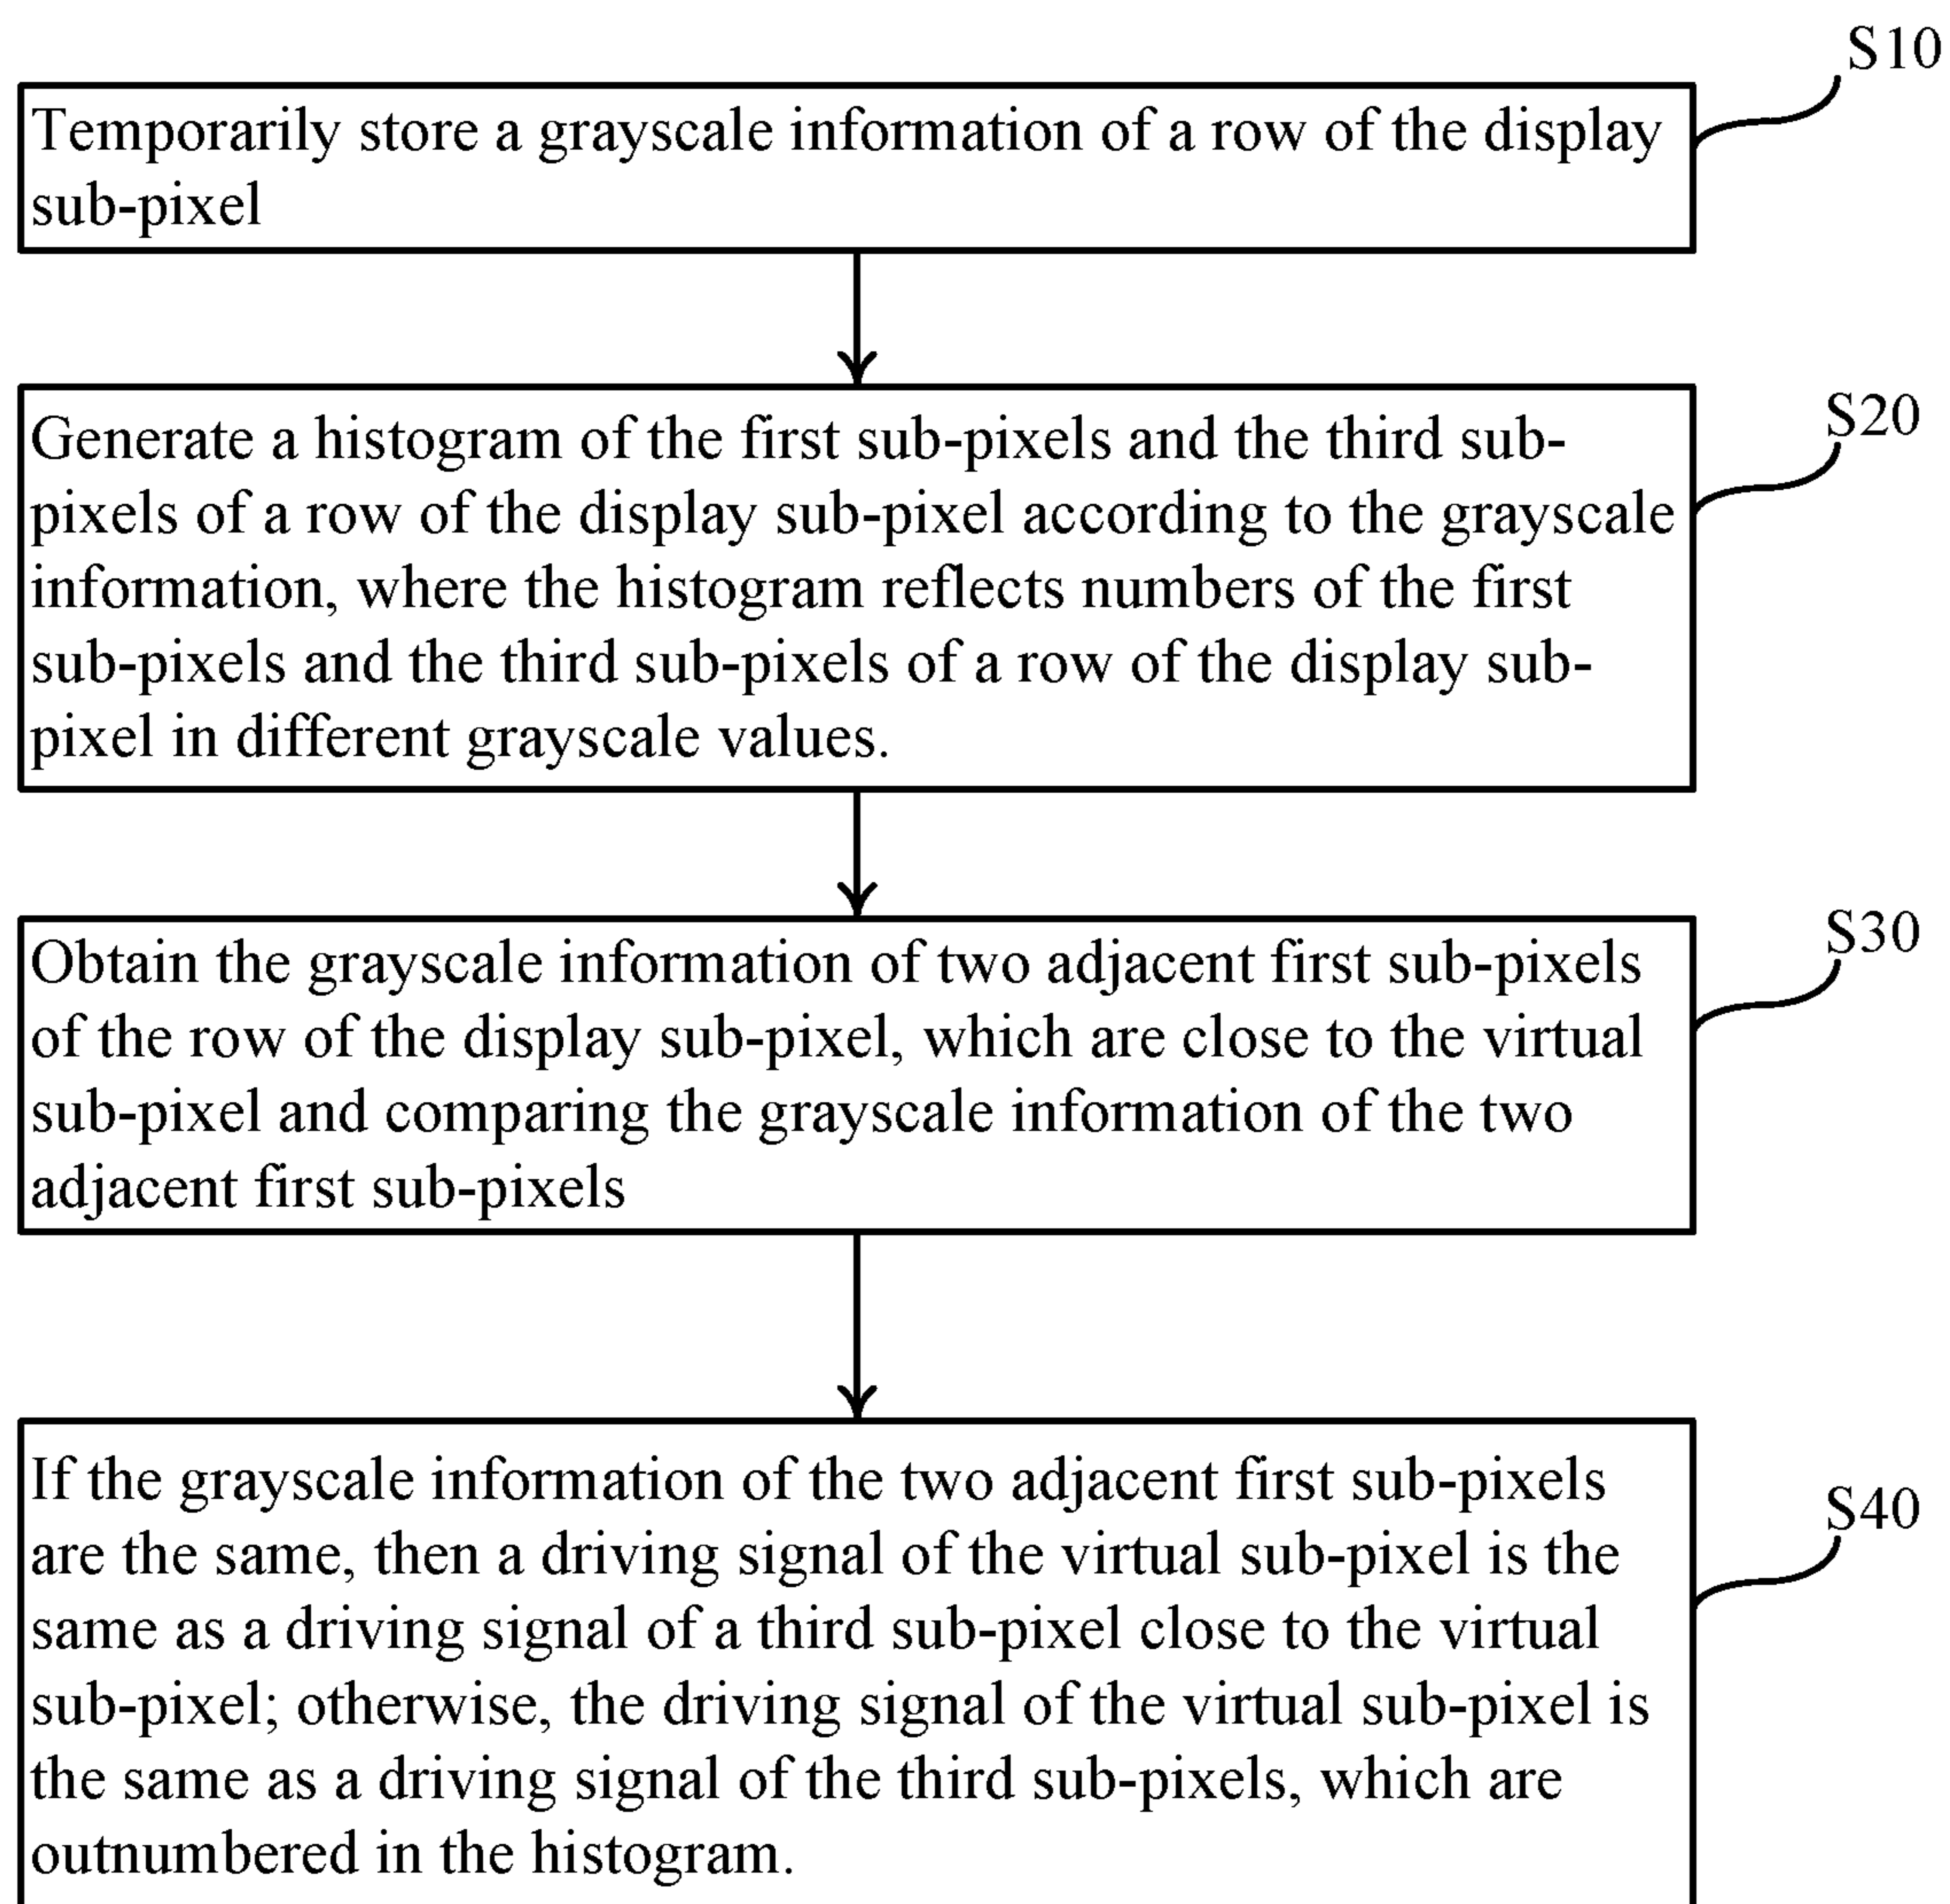 S10
Temporarily store a grayscale information of a row of the display
sub-pixel
S20
Generate a histogram of the first sub-pixels and the third sub-
pixels of a row of the display sub-pixel according to the grayscale
information, where the histogram reflects numbers of the first
sub-pixels and the third sub-pixels of a row of the display sub-
pixel in different grayscale values.
S30
Obtain the grayscale information of two adjacent first sub-pixels
of the row of the display sub-pixel, which are close to the virtual
sub-pixel and comparing the grayscale information of the two
adjacent first sub-pixels
S40
If the grayscale information of the two adjacent first sub-pixels
are the same, then a driving signal of the virtual sub-pixel is the
same as a driving signal of a third sub-pixel close to the virtual
sub-pixel; otherwise, the driving signal of the virtual sub-pixel is
the same as a driving signal of the third sub-pixels, which are
outnumbered in the histogram.